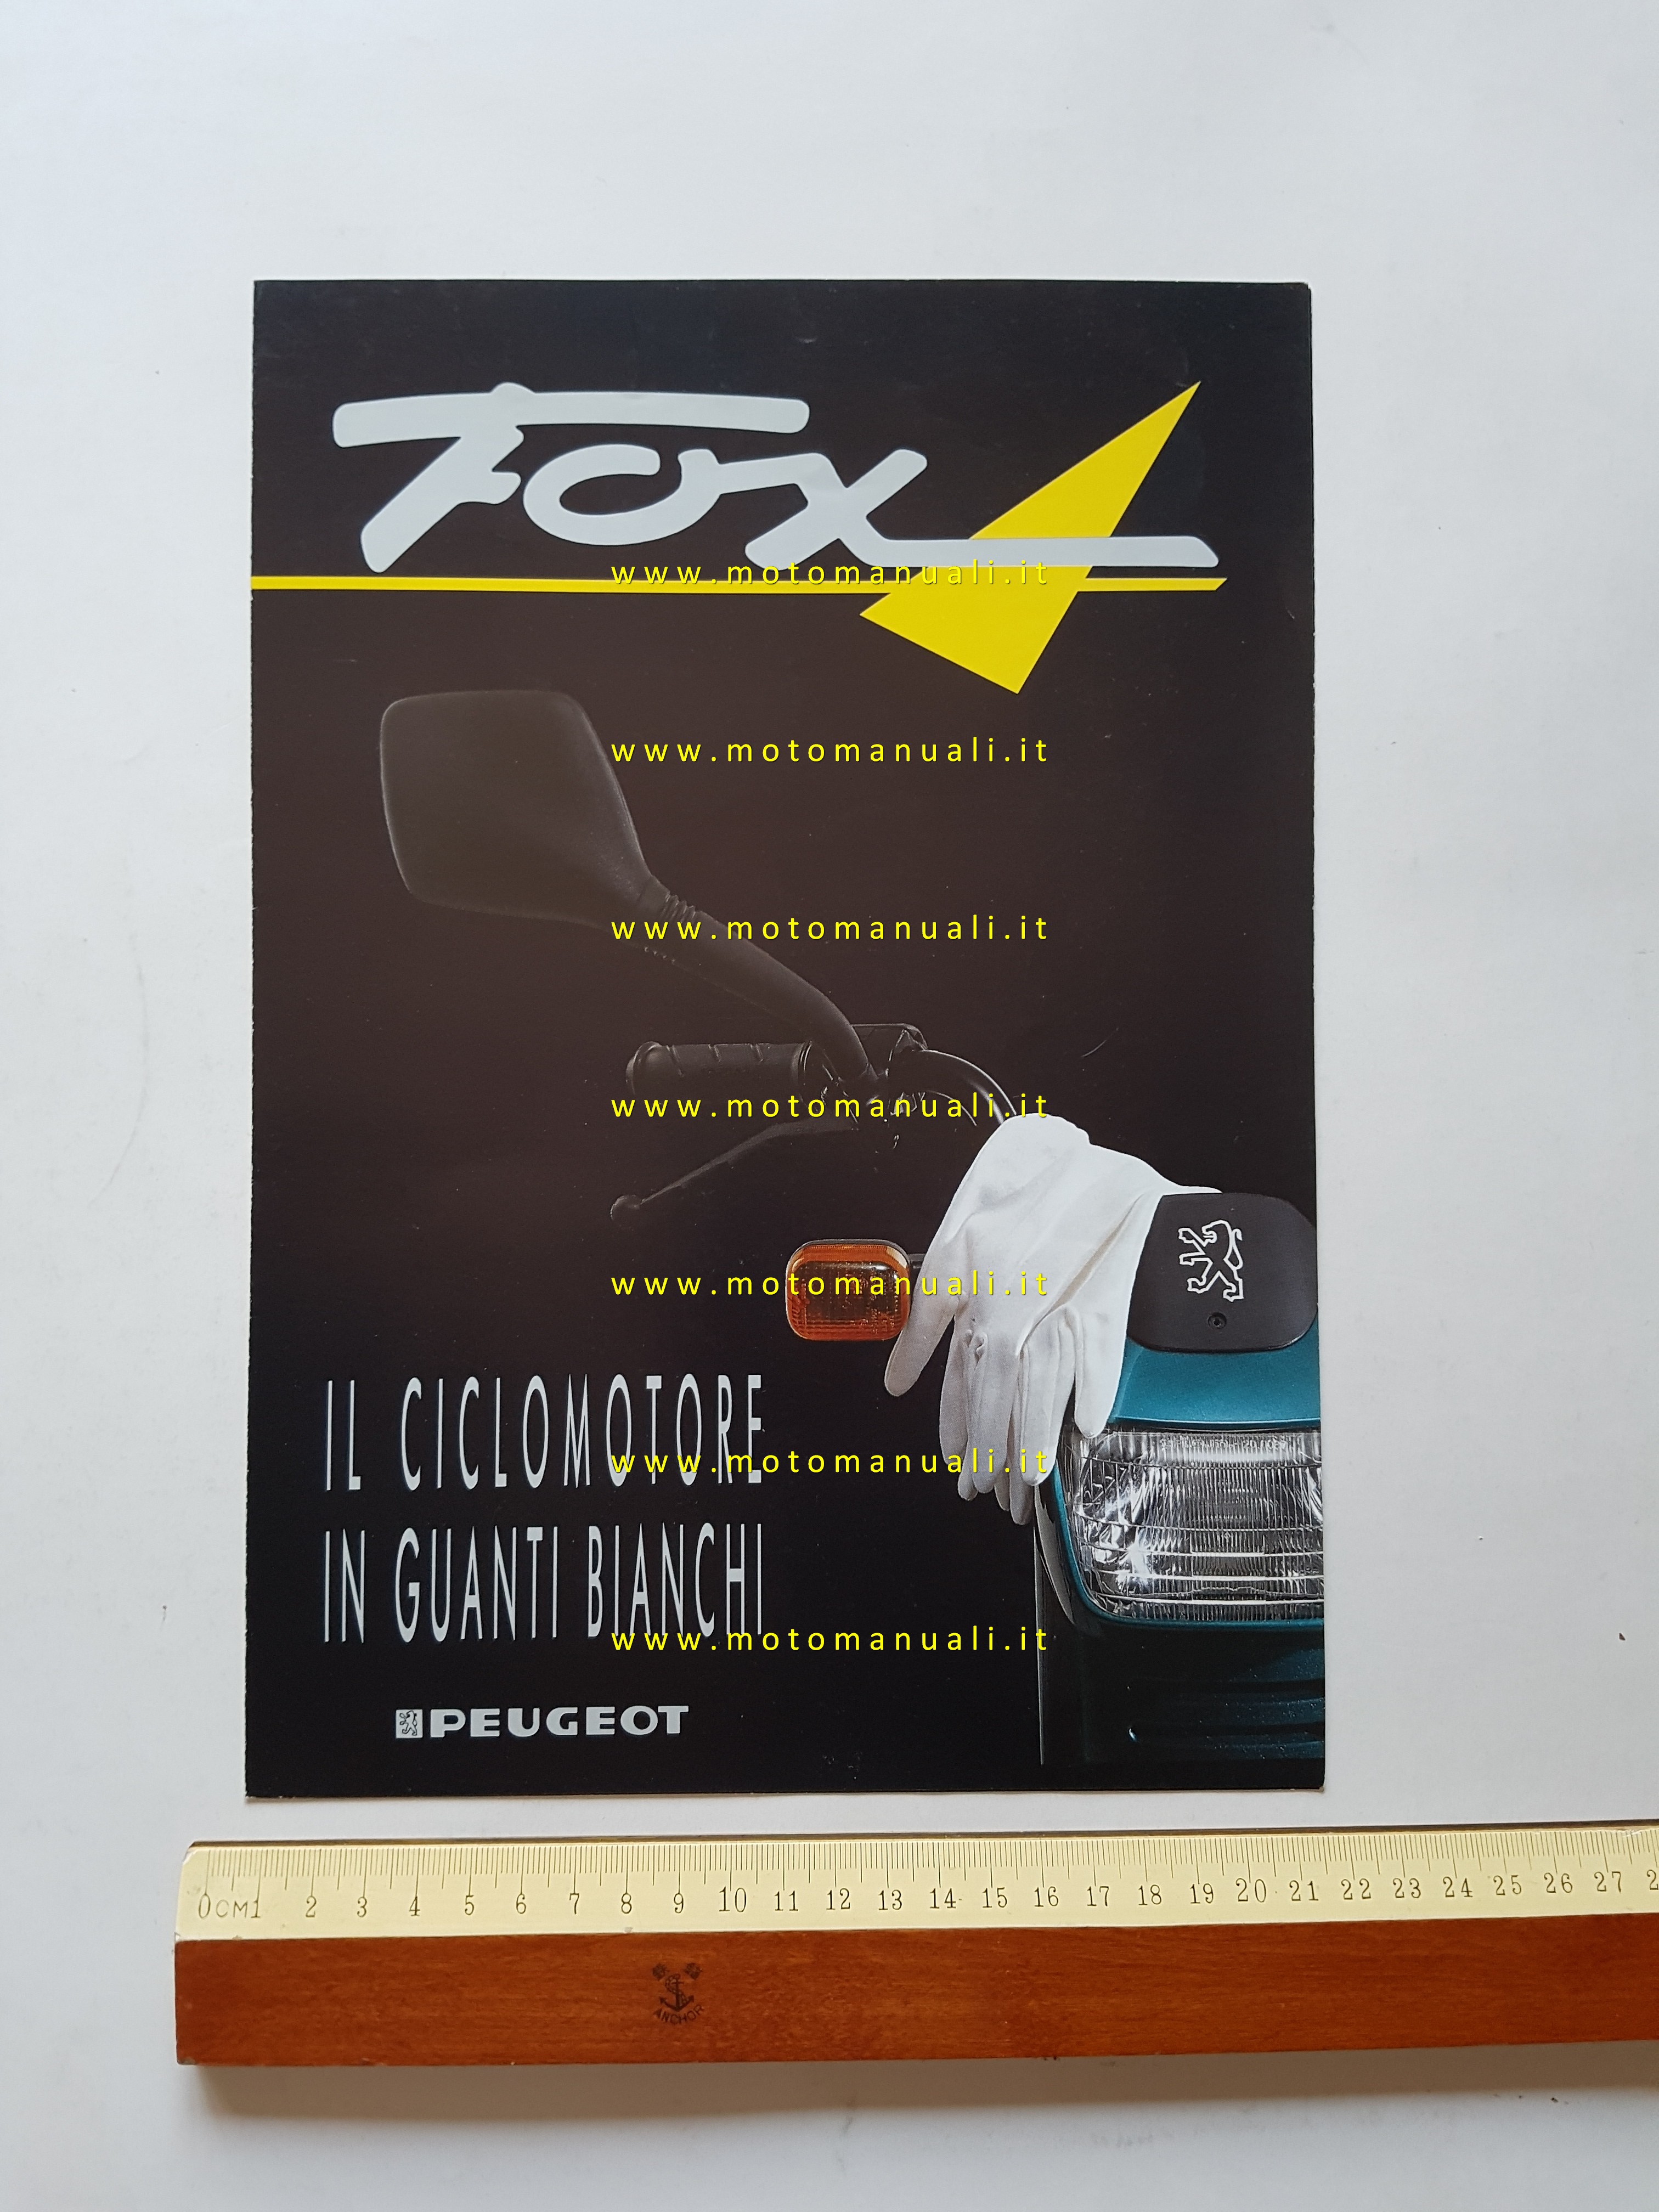 Fox
www.motomanuali.it
www.motomanuali.it
www.motomanuali.it
www.motomanuali.it
www.motomanuali.it
IL CICLOMOTORE
www.motomanuali.it
IN GUANTI BIANCHI
www.motomanuali.it
PEUGEOT
0CM1 2 3 4 5 6 7 8 9 10 11 12 13 14 15 16 17 18 19 20 21 22 23 24 25 26 27
ANCHOR